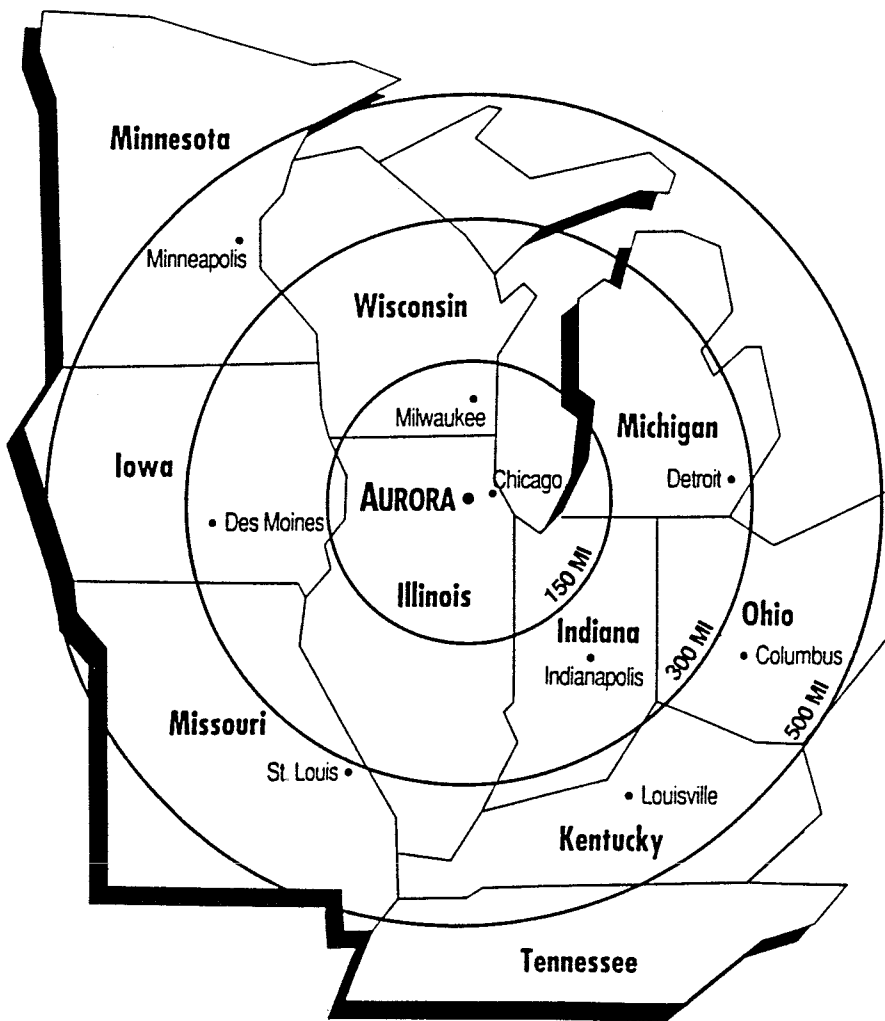 Minnesota
Minneapolis
Wisconsin
Milwaukee
Michigan
Iowa
AURORA
Chicago
Detroit
Des Moines
150 MI
Illinois
Indiana
Indianapolis
300 MI
Ohio
Columbus
500 MI
Missouri
St. Louis
Louisville
Kentucky
Tennessee